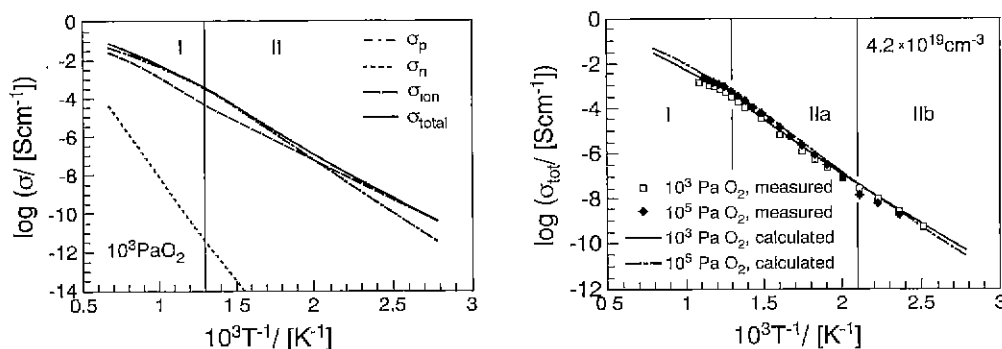 0
-2
-4
-6
-8
-10
-12
-14
log (σ/ [Scm⁻¹])
I
II
σp
σn
σion
σtotal
10³PaO₂
0.5
1
1.5
2
2.5
3
10³T⁻¹/ [K⁻¹]
0
-2
-4
-6
-8
-10
-12
log (σtot/ [Scm⁻¹])
4.2×10¹⁹cm⁻³
I
IIa
IIb
10³ Pa O₂, measured
10⁵ Pa O₂, measured
10³ Pa O₂, calculated
10⁵ Pa O₂, calculated
0.5
1
1.5
2
2.5
3
10³T⁻¹/ [K⁻¹]